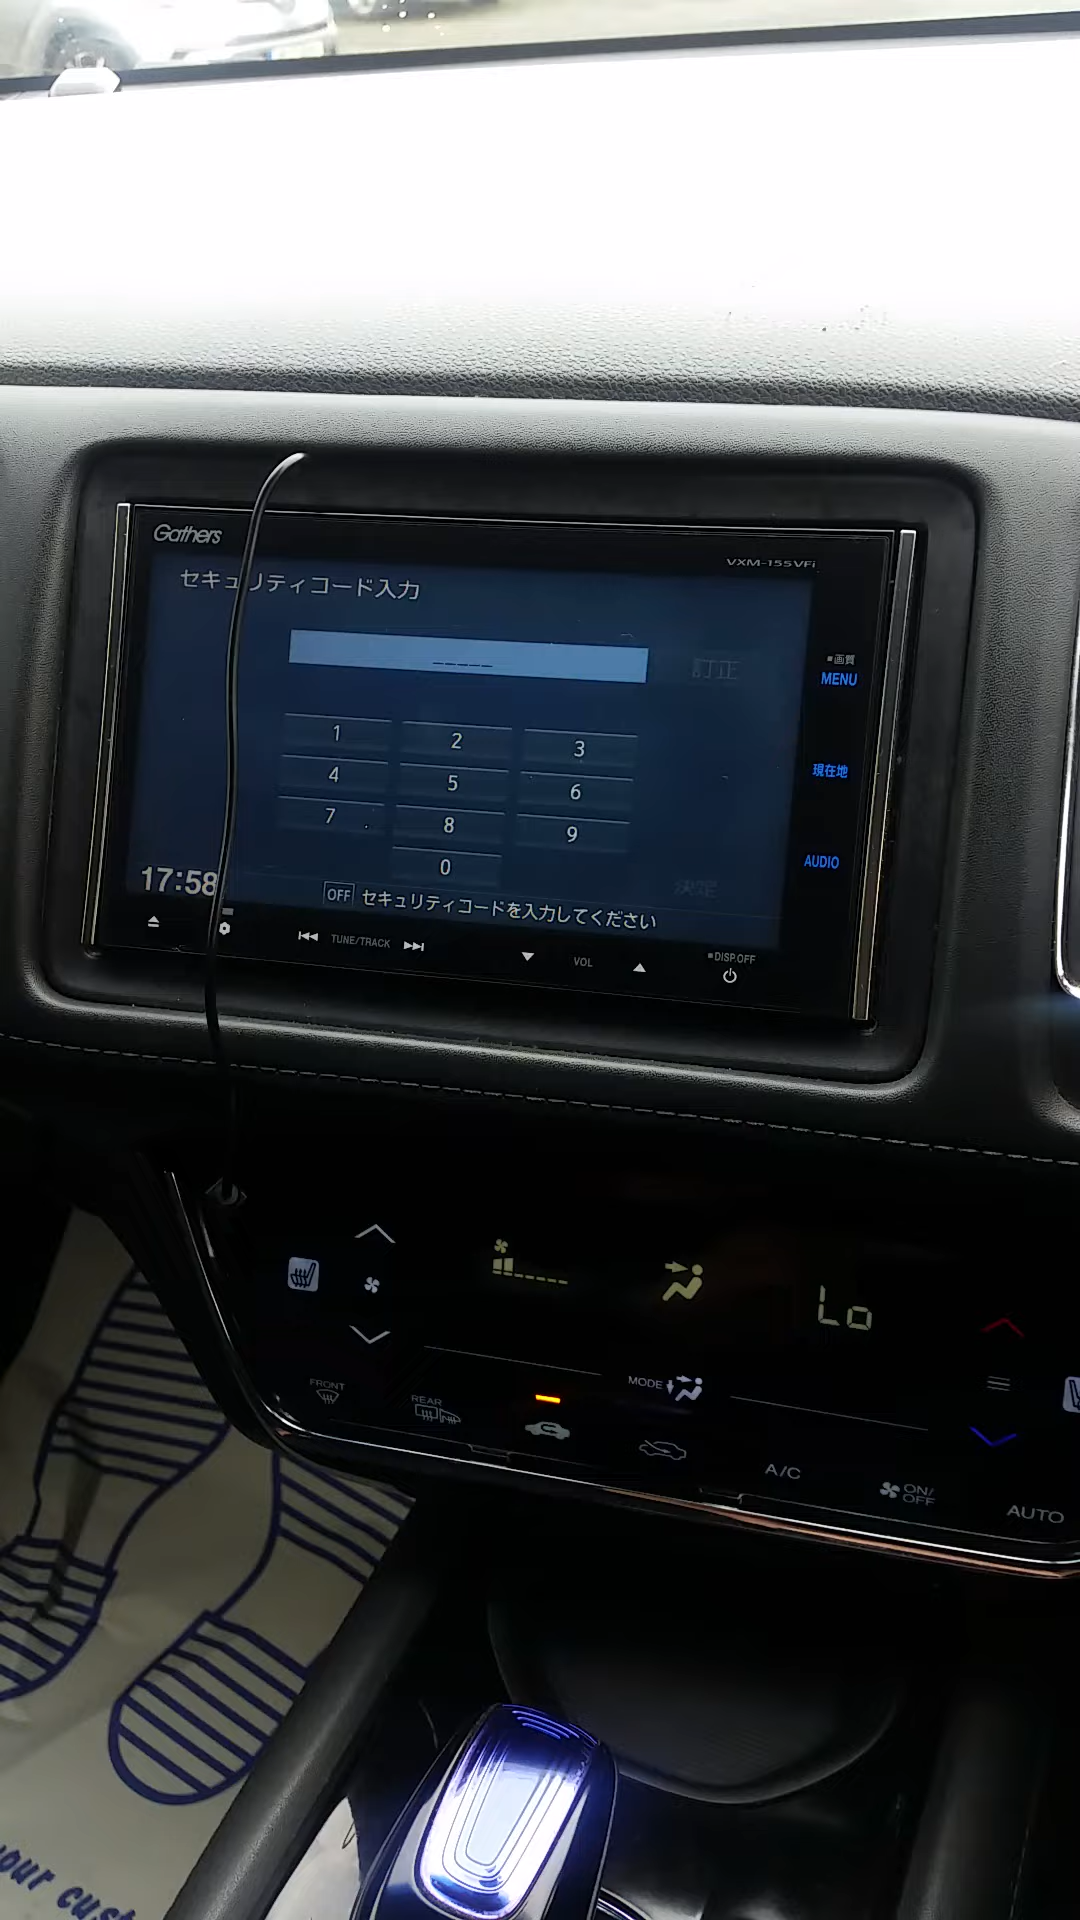 Gathers
VXM-155VFi
セキュリティコード入力
_____
訂正
■画質
MENU
1
2
3
現在地
4
5
6
7
8
9
AUDIO
0
決定
17:58
OFF セキュリティコードを入力してください
TUNE/TRACK
VOL
■DISP.OFF
Lo
FRONT
REAR
MODE
A/C
ON/
OFF
AUTO
your cust